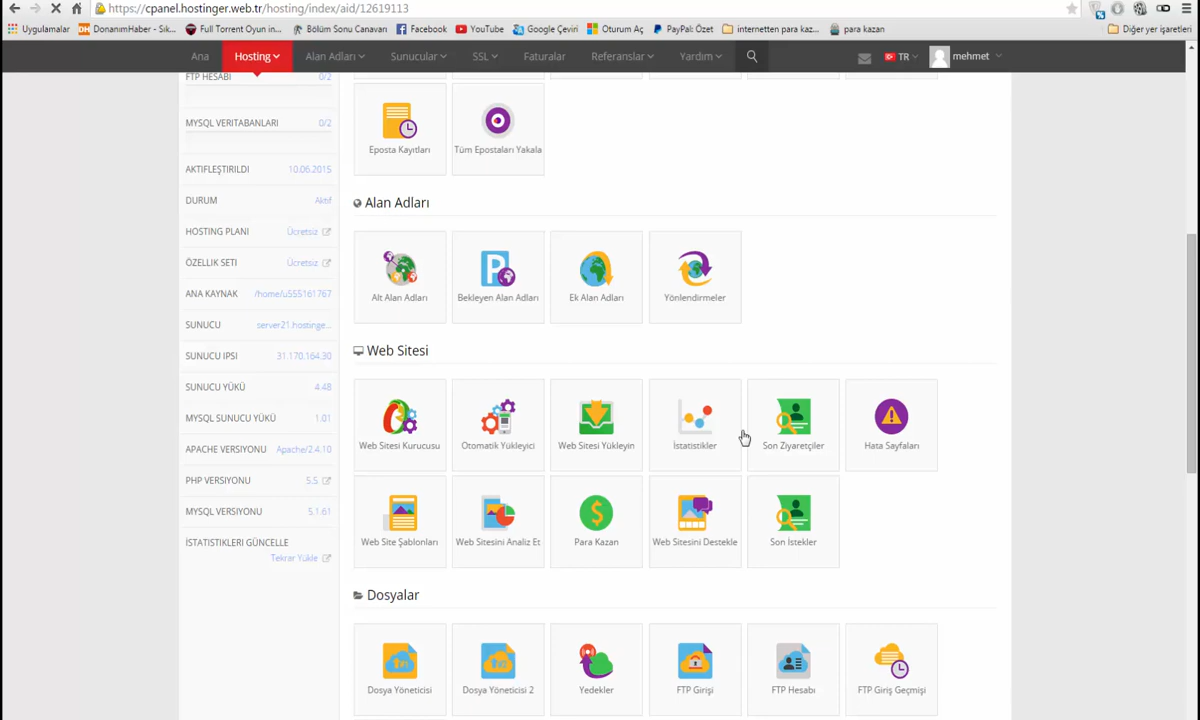 https://cpanel.hostinger.web.tr/hosting/index/aid/12619113
Uygulamalar
DonanımHaber - Sık...
Full Torrent Oyun in...
Bölüm Sonu Canavarı
Facebook
YouTube
Google Çeviri
Oturum Aç
PayPal: Özet
internetten para kaz...
para kazan
Diğer yer işaretleri
Ana
Hosting
Alan Adları
Sunucular
SSL
Faturalar
Referanslar
Yardım
TR
mehmet
FTP HESABI 0/2
MYSQL VERITABANLARI 0/2
AKTIFLEŞTIRILDI 10.06.2015
DURUM Aktif
HOSTING PLANI Ücretsiz
ÖZELLIK SETI Ücretsiz
ANA KAYNAK /home/u555161767
SUNUCU server21.hostinge...
SUNUCU IPSI 31.170.164.30
SUNUCU YÜKÜ 4.48
MYSQL SUNUCU YÜKÜ 1.01
APACHE VERSIYONU Apache/2.4.10
PHP VERSIYONU 5.5
MYSQL VERSIYONU 5.1.61
İSTATISTIKLERI GÜNCELLE
Tekrar Yükle
Eposta Kayıtları
Tüm Epostaları Yakala
Alan Adları
Alt Alan Adları
Bekleyen Alan Adları
Ek Alan Adları
Yönlendirmeler
Web Sitesi
Web Sitesi Kurucusu
Otomatik Yükleyici
Web Sitesi Yükleyin
İstatistikler
Son Ziyaretçiler
Hata Sayfaları
Web Site Şablonları
Web Sitesini Analiz Et
Para Kazan
Web Sitesini Destekle
Son İstekler
Dosyalar
Dosya Yöneticisi
Dosya Yöneticisi 2
Yedekler
FTP Girişi
FTP Hesabı
FTP Giriş Geçmişi